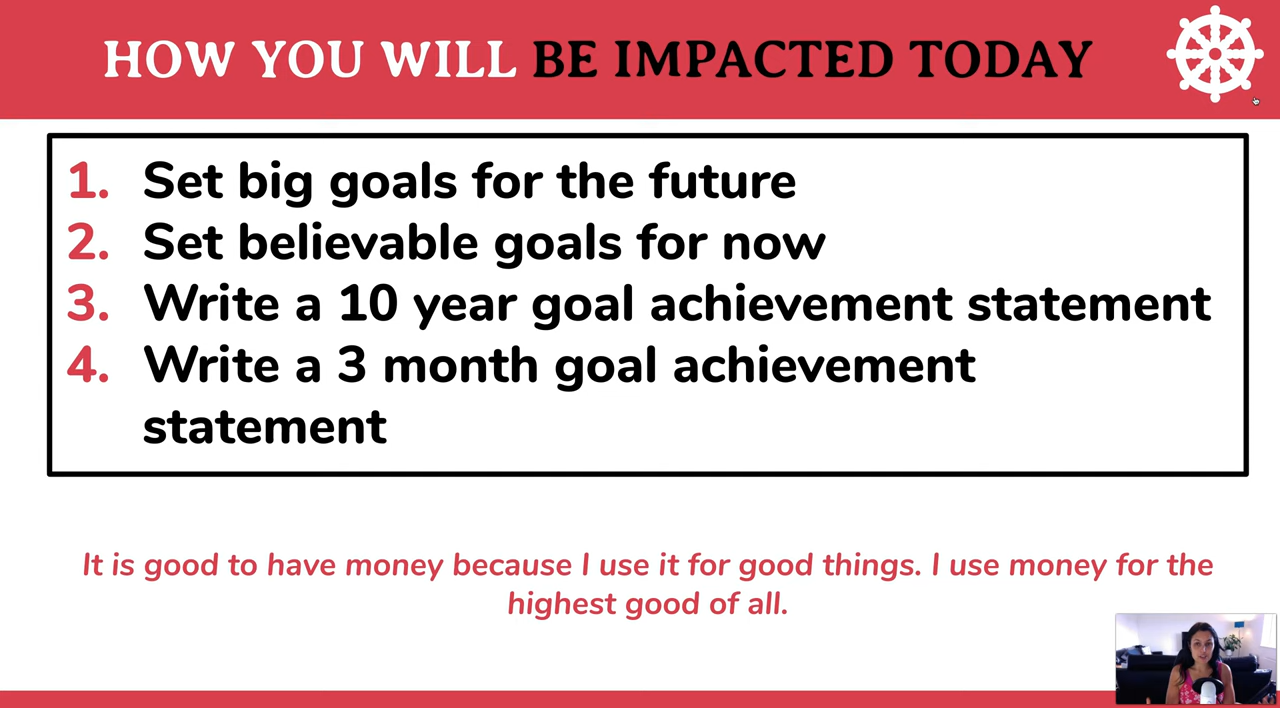 HOW YOU WILL BE IMPACTED TODAY
1. Set big goals for the future
2. Set believable goals for now
3. Write a 10 year goal achievement statement
4. Write a 3 month goal achievement
statement
It is good to have money because I use it for good things. I use money for the
highest good of all.